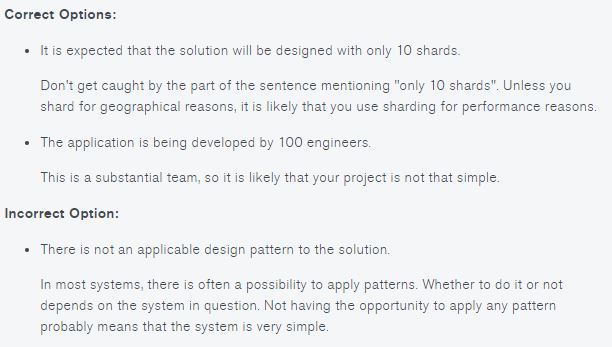 Correct Options:
• It is expected that the solution will be designed with only 10 shards.
Don't get caught by the part of the sentence mentioning "only 10 shards". Unless you
shard for geographical reasons, it is likely that you use sharding for performance reasons.
• The application is being developed by 100 engineers.
This is a substantial team, so it is likely that your project is not that simple.
Incorrect Option:
• There is not an applicable design pattern to the solution.
In most systems, there is often a possibility to apply patterns. Whether to do it or not
depends on the system in question. Not having the opportunity to apply any pattern
probably means that the system is very simple.